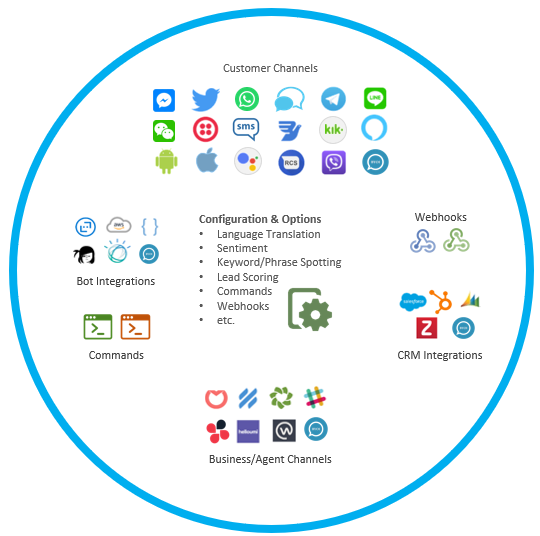 Customer Channels
LINE
sms
kik·
RCS
Configuration & Options
• Language Translation
• Sentiment
• Keyword/Phrase Spotting
• Lead Scoring
• Commands
• Webhooks
• etc.
aws
{ }
Bot Integrations
Webhooks
>_
>_
Commands
salesforce
Z
CRM Integrations
helloumi
Business/Agent Channels